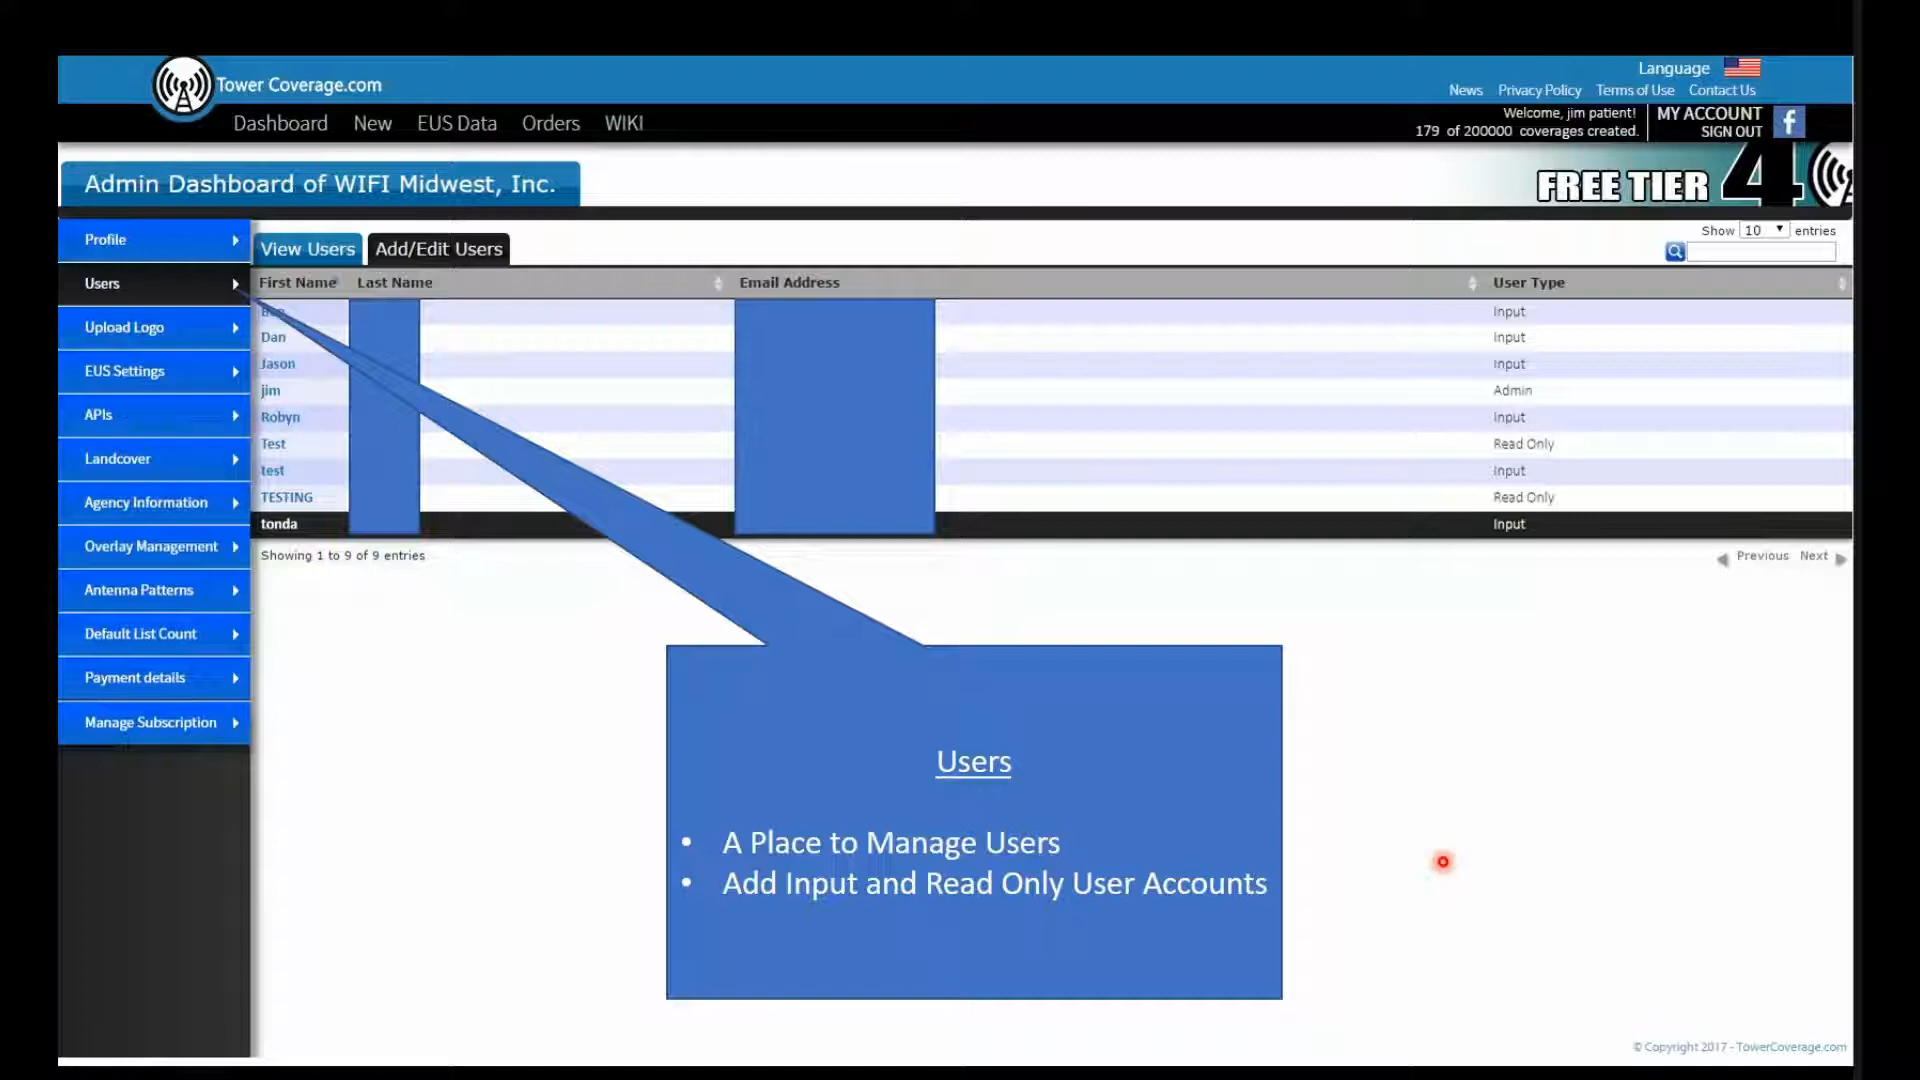 Tower Coverage.com
Language
News Privacy Policy Terms of Use Contact Us
Dashboard New EUS Data Orders WIKI
Welcome, jim patient!
179 of 200000 coverages created.
MY ACCOUNT
SIGN OUT
Admin Dashboard of WIFI Midwest, Inc.
FREE TIER 4
Profile
Users
Upload Logo
EUS Settings
APIs
Landcover
Agency Information
Overlay Management
Antenna Patterns
Default List Count
Payment details
Manage Subscription
View Users Add/Edit Users
Show 10 entries
First Name Last Name Email Address User Type
Input
Dan Input
Jason Input
jim Admin
Robyn Input
Test Read Only
test Input
TESTING Read Only
tonda Input
Showing 1 to 9 of 9 entries
Previous Next
Users
• A Place to Manage Users
• Add Input and Read Only User Accounts
© Copyright 2017 - TowerCoverage.com